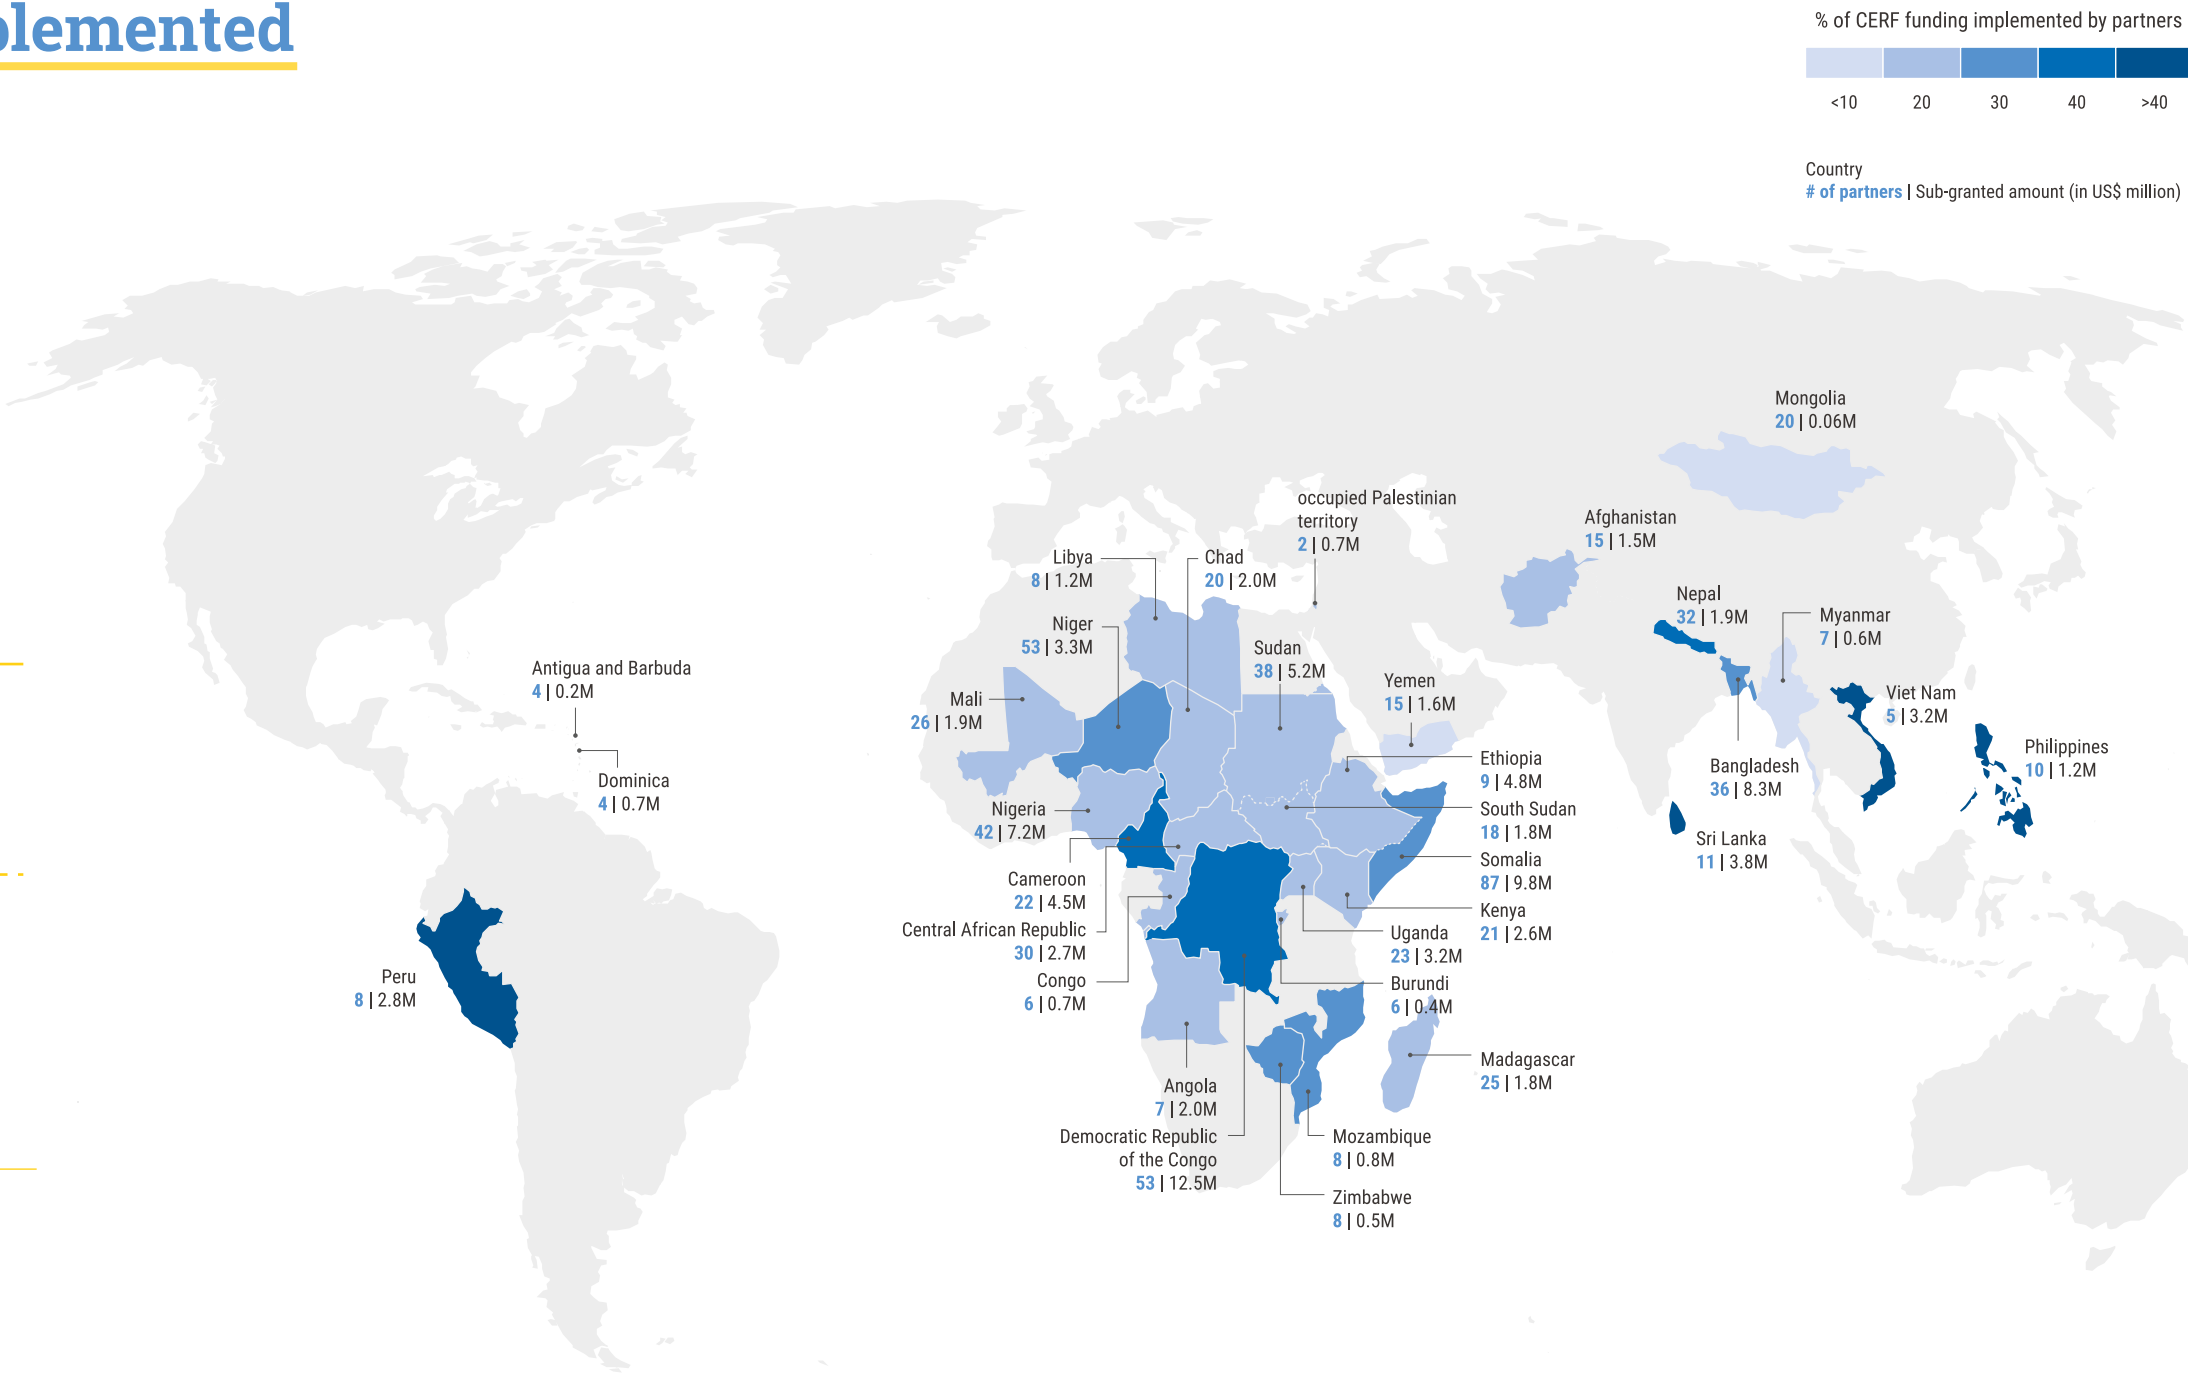 plemented
% of CERF funding implemented by partners
<10 20 30 40 >40
Country
# of partners | Sub-granted amount (in US$ million)
Mongolia
20 | 0.06M
occupied Palestinian
territory
2 | 0.7M
Afghanistan
15 | 1.5M
Libya
8 | 1.2M
Chad
20 | 2.0M
Nepal
32 | 1.9M
Myanmar
7 | 0.6M
Niger
53 | 3.3M
Sudan
38 | 5.2M
Antigua and Barbuda
4 | 0.2M
Yemen
15 | 1.6M
Mali
26 | 1.9M
Viet Nam
5 | 3.2M
Philippines
10 | 1.2M
Ethiopia
9 | 4.8M
Bangladesh
36 | 8.3M
Dominica
4 | 0.7M
Nigeria
42 | 7.2M
South Sudan
18 | 1.8M
Sri Lanka
11 | 3.8M
Somalia
87 | 9.8M
Cameroon
22 | 4.5M
Kenya
21 | 2.6M
Central African Republic
30 | 2.7M
Uganda
23 | 3.2M
Peru
8 | 2.8M
Congo
6 | 0.7M
Burundi
6 | 0.4M
Madagascar
25 | 1.8M
Angola
7 | 2.0M
Democratic Republic
of the Congo
53 | 12.5M
Mozambique
8 | 0.8M
Zimbabwe
8 | 0.5M